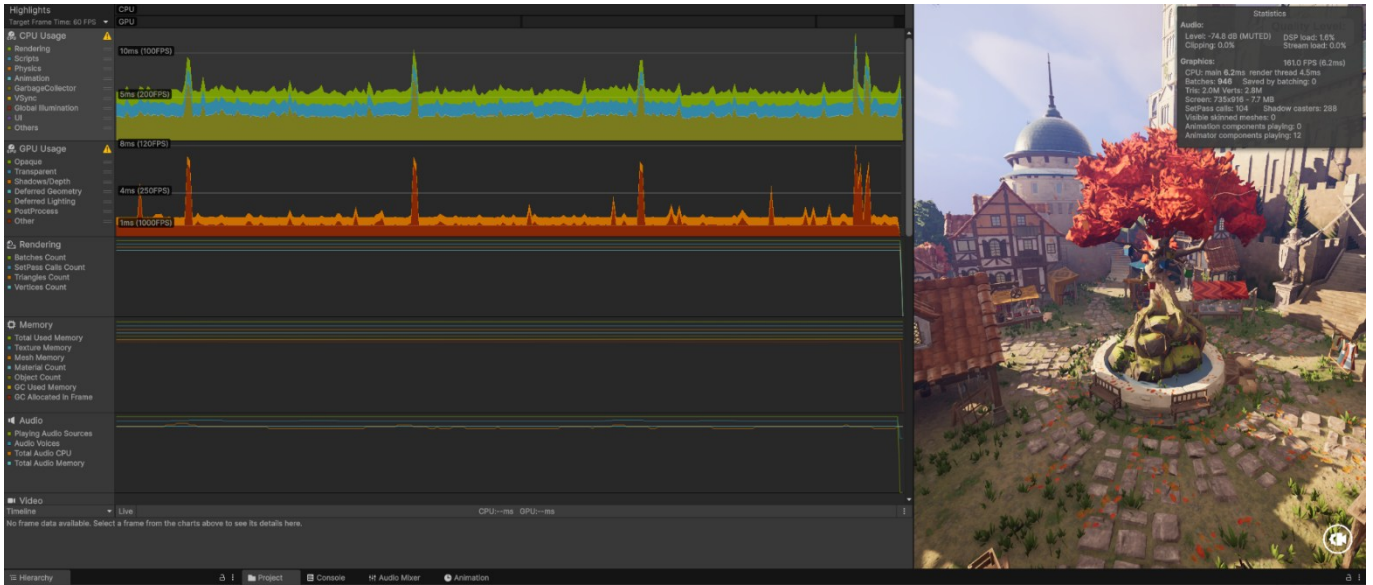 Highlights
Target Frame Time: 60 FPS
CPU
GPU
CPU Usage
Rendering
Scripts
Physics
Animation
GarbageCollector
VSync
Global Illumination
UI
Others
10ms (100FPS)
5ms (200FPS)
GPU Usage
Opaque
Transparent
Shadows/Depth
Deferred Geometry
Deferred Lighting
PostProcess
Other
8ms (120FPS)
4ms (250FPS)
1ms (1000FPS)
Rendering
Batches Count
SetPass Calls Count
Triangles Count
Vertices Count
Memory
Total Used Memory
Texture Memory
Mesh Memory
Material Count
Object Count
GC Used Memory
GC Allocated In Frame
Audio
Playing Audio Sources
Audio Voices
Total Audio CPU
Total Audio Memory
Video
Timeline Live CPU:--ms GPU:--ms
No frame data available. Select a frame from the charts above to see its details here.
Hierarchy Project Console Audio Mixer Animation
Statistics
Audio:
Level: -74.8 dB (MUTED) DSP load: 1.6%
Clipping: 0.0% Stream load: 0.0%
Graphics: 161.0 FPS (6.2ms)
CPU: main 6.2ms render thread 4.5ms
Batches: 946 Saved by batching: 0
Tris: 2.0M Verts: 2.8M
Screen: 735x916 - 7.7 MB
SetPass calls: 104 Shadow casters: 288
Visible skinned meshes: 0
Animation components playing: 0
Animator components playing: 12